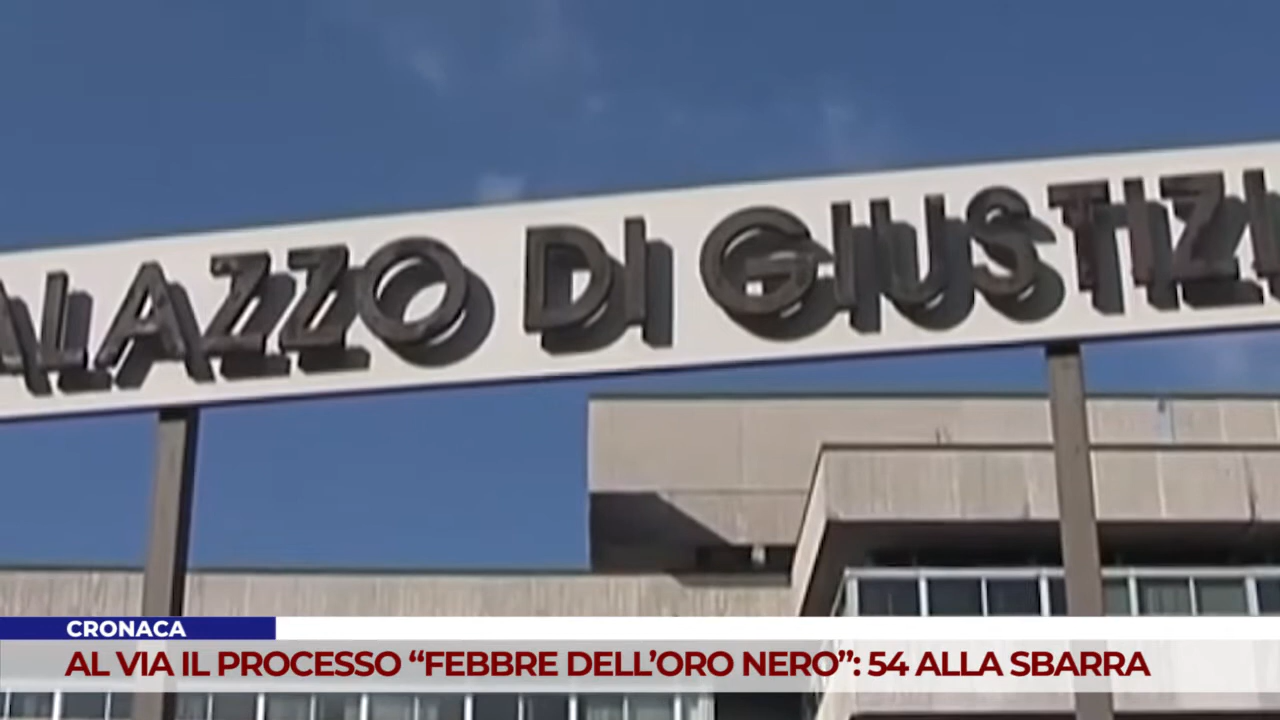 ALAZZO DI GIUSTIZI
CRONACA
AL VIA IL PROCESSO “FEBBRE DELL’ORO NERO”: 54 ALLA SBARRA